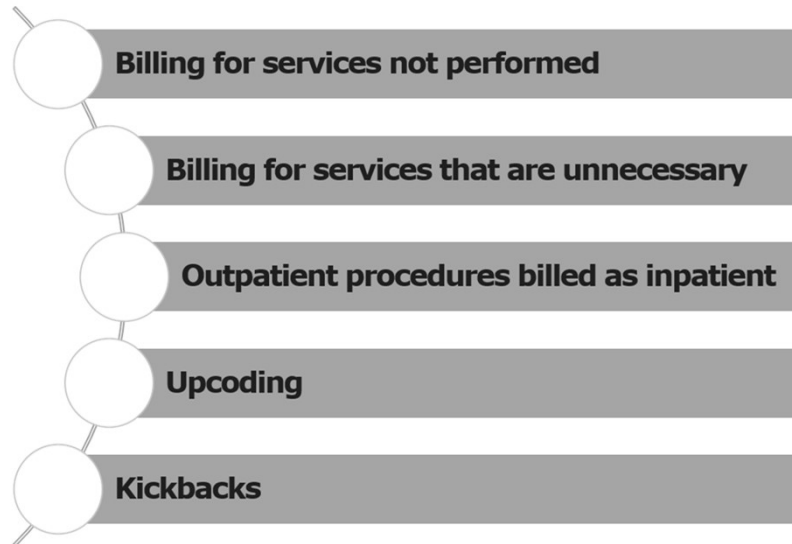 Billing for services not performed
Billing for services that are unnecessary
Outpatient procedures billed as inpatient
Upcoding
Kickbacks